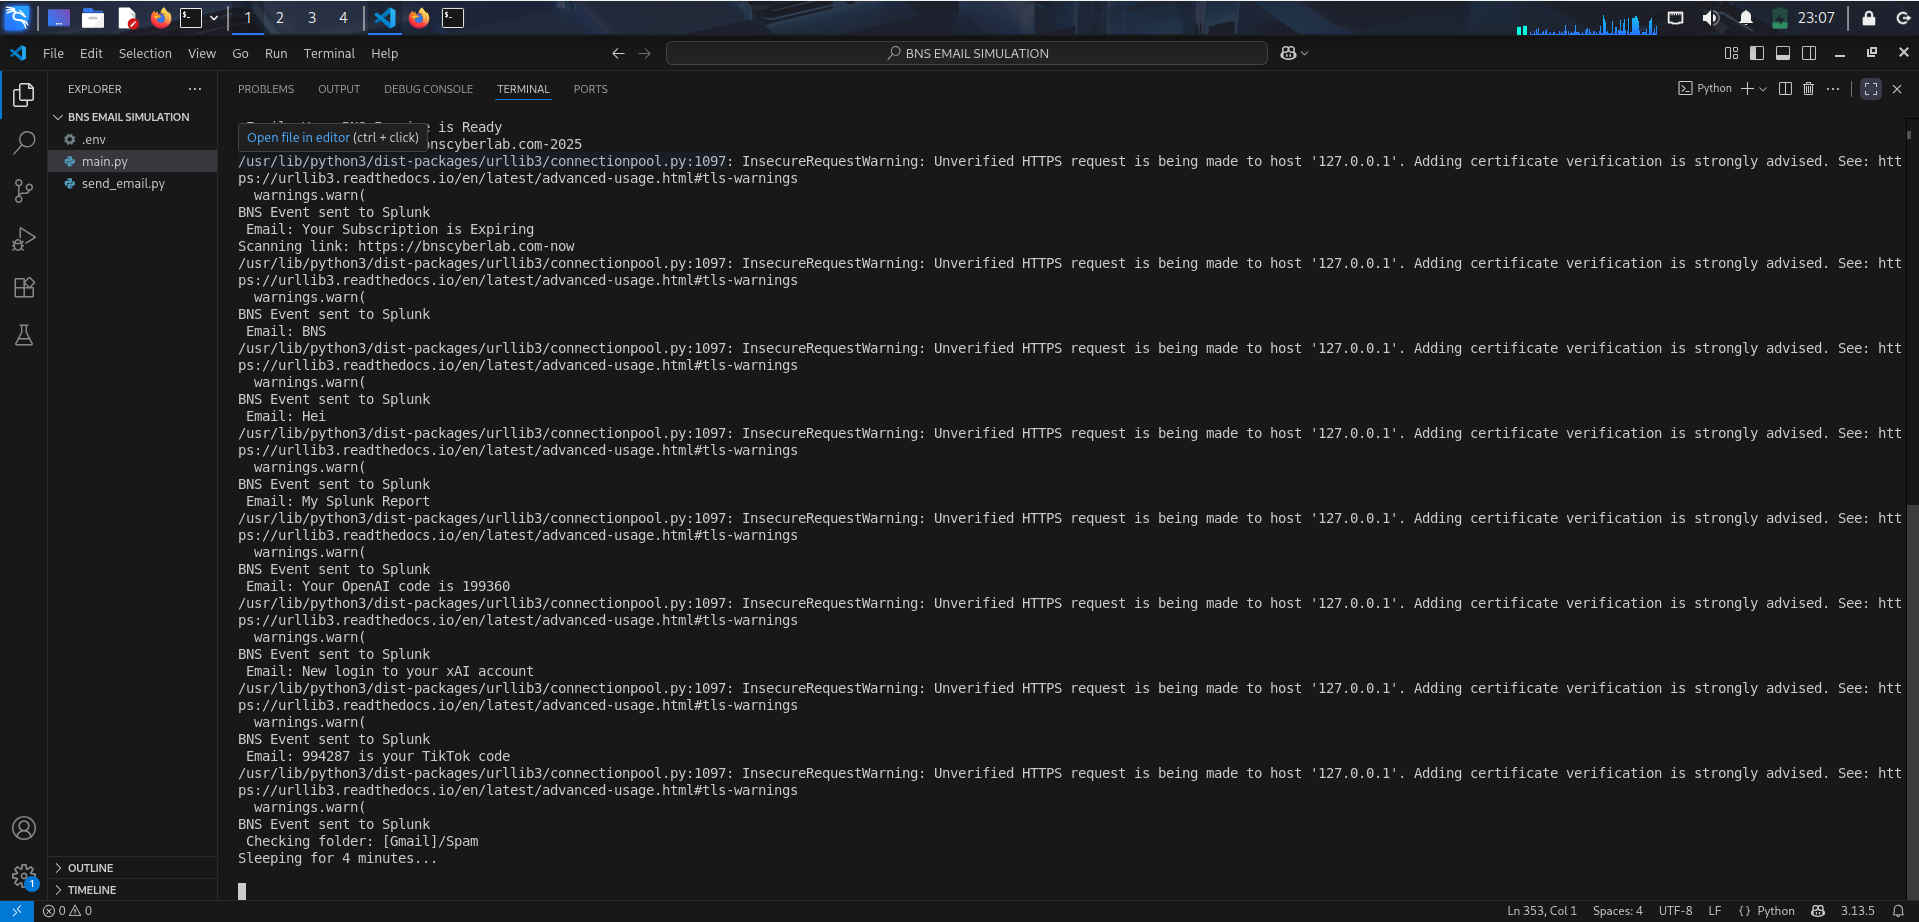 1 2 3 4
23:07
File Edit Selection View Go Run Terminal Help
BNS EMAIL SIMULATION
EXPLORER
PROBLEMS OUTPUT DEBUG CONSOLE TERMINAL PORTS
Python
BNS EMAIL SIMULATION
.env
main.py
send_email.py
is Ready
Open file in editor (ctrl + click)
bnscyberlab.com-2025
/usr/lib/python3/dist-packages/urllib3/connectionpool.py:1097: InsecureRequestWarning: Unverified HTTPS request is being made to host '127.0.0.1'. Adding certificate verification is strongly advised. See: htt
ps://urllib3.readthedocs.io/en/latest/advanced-usage.html#tls-warnings
warnings.warn(
BNS Event sent to Splunk
Email: Your Subscription is Expiring
Scanning link: https://bnscyberlab.com-now
/usr/lib/python3/dist-packages/urllib3/connectionpool.py:1097: InsecureRequestWarning: Unverified HTTPS request is being made to host '127.0.0.1'. Adding certificate verification is strongly advised. See: htt
ps://urllib3.readthedocs.io/en/latest/advanced-usage.html#tls-warnings
warnings.warn(
BNS Event sent to Splunk
Email: BNS
/usr/lib/python3/dist-packages/urllib3/connectionpool.py:1097: InsecureRequestWarning: Unverified HTTPS request is being made to host '127.0.0.1'. Adding certificate verification is strongly advised. See: htt
ps://urllib3.readthedocs.io/en/latest/advanced-usage.html#tls-warnings
warnings.warn(
BNS Event sent to Splunk
Email: Hei
/usr/lib/python3/dist-packages/urllib3/connectionpool.py:1097: InsecureRequestWarning: Unverified HTTPS request is being made to host '127.0.0.1'. Adding certificate verification is strongly advised. See: htt
ps://urllib3.readthedocs.io/en/latest/advanced-usage.html#tls-warnings
warnings.warn(
BNS Event sent to Splunk
Email: My Splunk Report
/usr/lib/python3/dist-packages/urllib3/connectionpool.py:1097: InsecureRequestWarning: Unverified HTTPS request is being made to host '127.0.0.1'. Adding certificate verification is strongly advised. See: htt
ps://urllib3.readthedocs.io/en/latest/advanced-usage.html#tls-warnings
warnings.warn(
BNS Event sent to Splunk
Email: Your OpenAI code is 199360
/usr/lib/python3/dist-packages/urllib3/connectionpool.py:1097: InsecureRequestWarning: Unverified HTTPS request is being made to host '127.0.0.1'. Adding certificate verification is strongly advised. See: htt
ps://urllib3.readthedocs.io/en/latest/advanced-usage.html#tls-warnings
warnings.warn(
BNS Event sent to Splunk
Email: New login to your xAI account
/usr/lib/python3/dist-packages/urllib3/connectionpool.py:1097: InsecureRequestWarning: Unverified HTTPS request is being made to host '127.0.0.1'. Adding certificate verification is strongly advised. See: htt
ps://urllib3.readthedocs.io/en/latest/advanced-usage.html#tls-warnings
warnings.warn(
BNS Event sent to Splunk
Email: 994287 is your TikTok code
/usr/lib/python3/dist-packages/urllib3/connectionpool.py:1097: InsecureRequestWarning: Unverified HTTPS request is being made to host '127.0.0.1'. Adding certificate verification is strongly advised. See: htt
ps://urllib3.readthedocs.io/en/latest/advanced-usage.html#tls-warnings
warnings.warn(
BNS Event sent to Splunk
Checking folder: [Gmail]/Spam
Sleeping for 4 minutes...
OUTLINE
TIMELINE
1
0 0
Ln 353, Col 1 Spaces: 4 UTF-8 LF {} Python 3.13.5